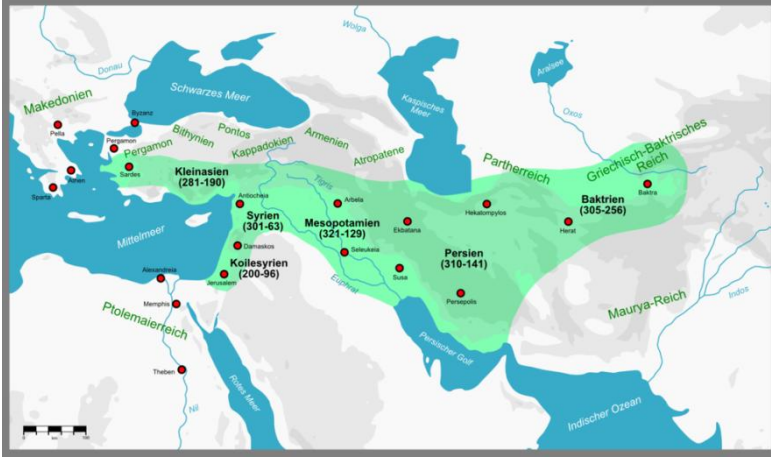 Wolga
Donau
Aralsee
Schwarzes Meer
Kaspisches
Meer
Makedonien
Oxos
Byzanz
Pella
Bithynien
Pontos
Armenien
Griechisch-Baktrisches
Reich
Pergamon
Pergamon
Kappadokien
Atropatene
Partherreich
Athen
Sardes
Kleinasien
(281-190)
Tigris
Baktrien
(305-256)
Baktra
Sparta
Antiocheia
Arbela
Hekatompylos
Syrien
(301-63)
Mesopotamien
(321-129)
Ekbatana
Herat
Mittelmeer
Damaskos
Seleukeia
Persien
(310-141)
Koilesyrien
(200-96)
Susa
Alexandreia
Jerusalem
Euphrat
Persepolis
Maurya-Reich
Indos
Memphis
Ptolemaierreich
Persischer Golf
Theben
Rotes Meer
Nil
Indischer Ozean